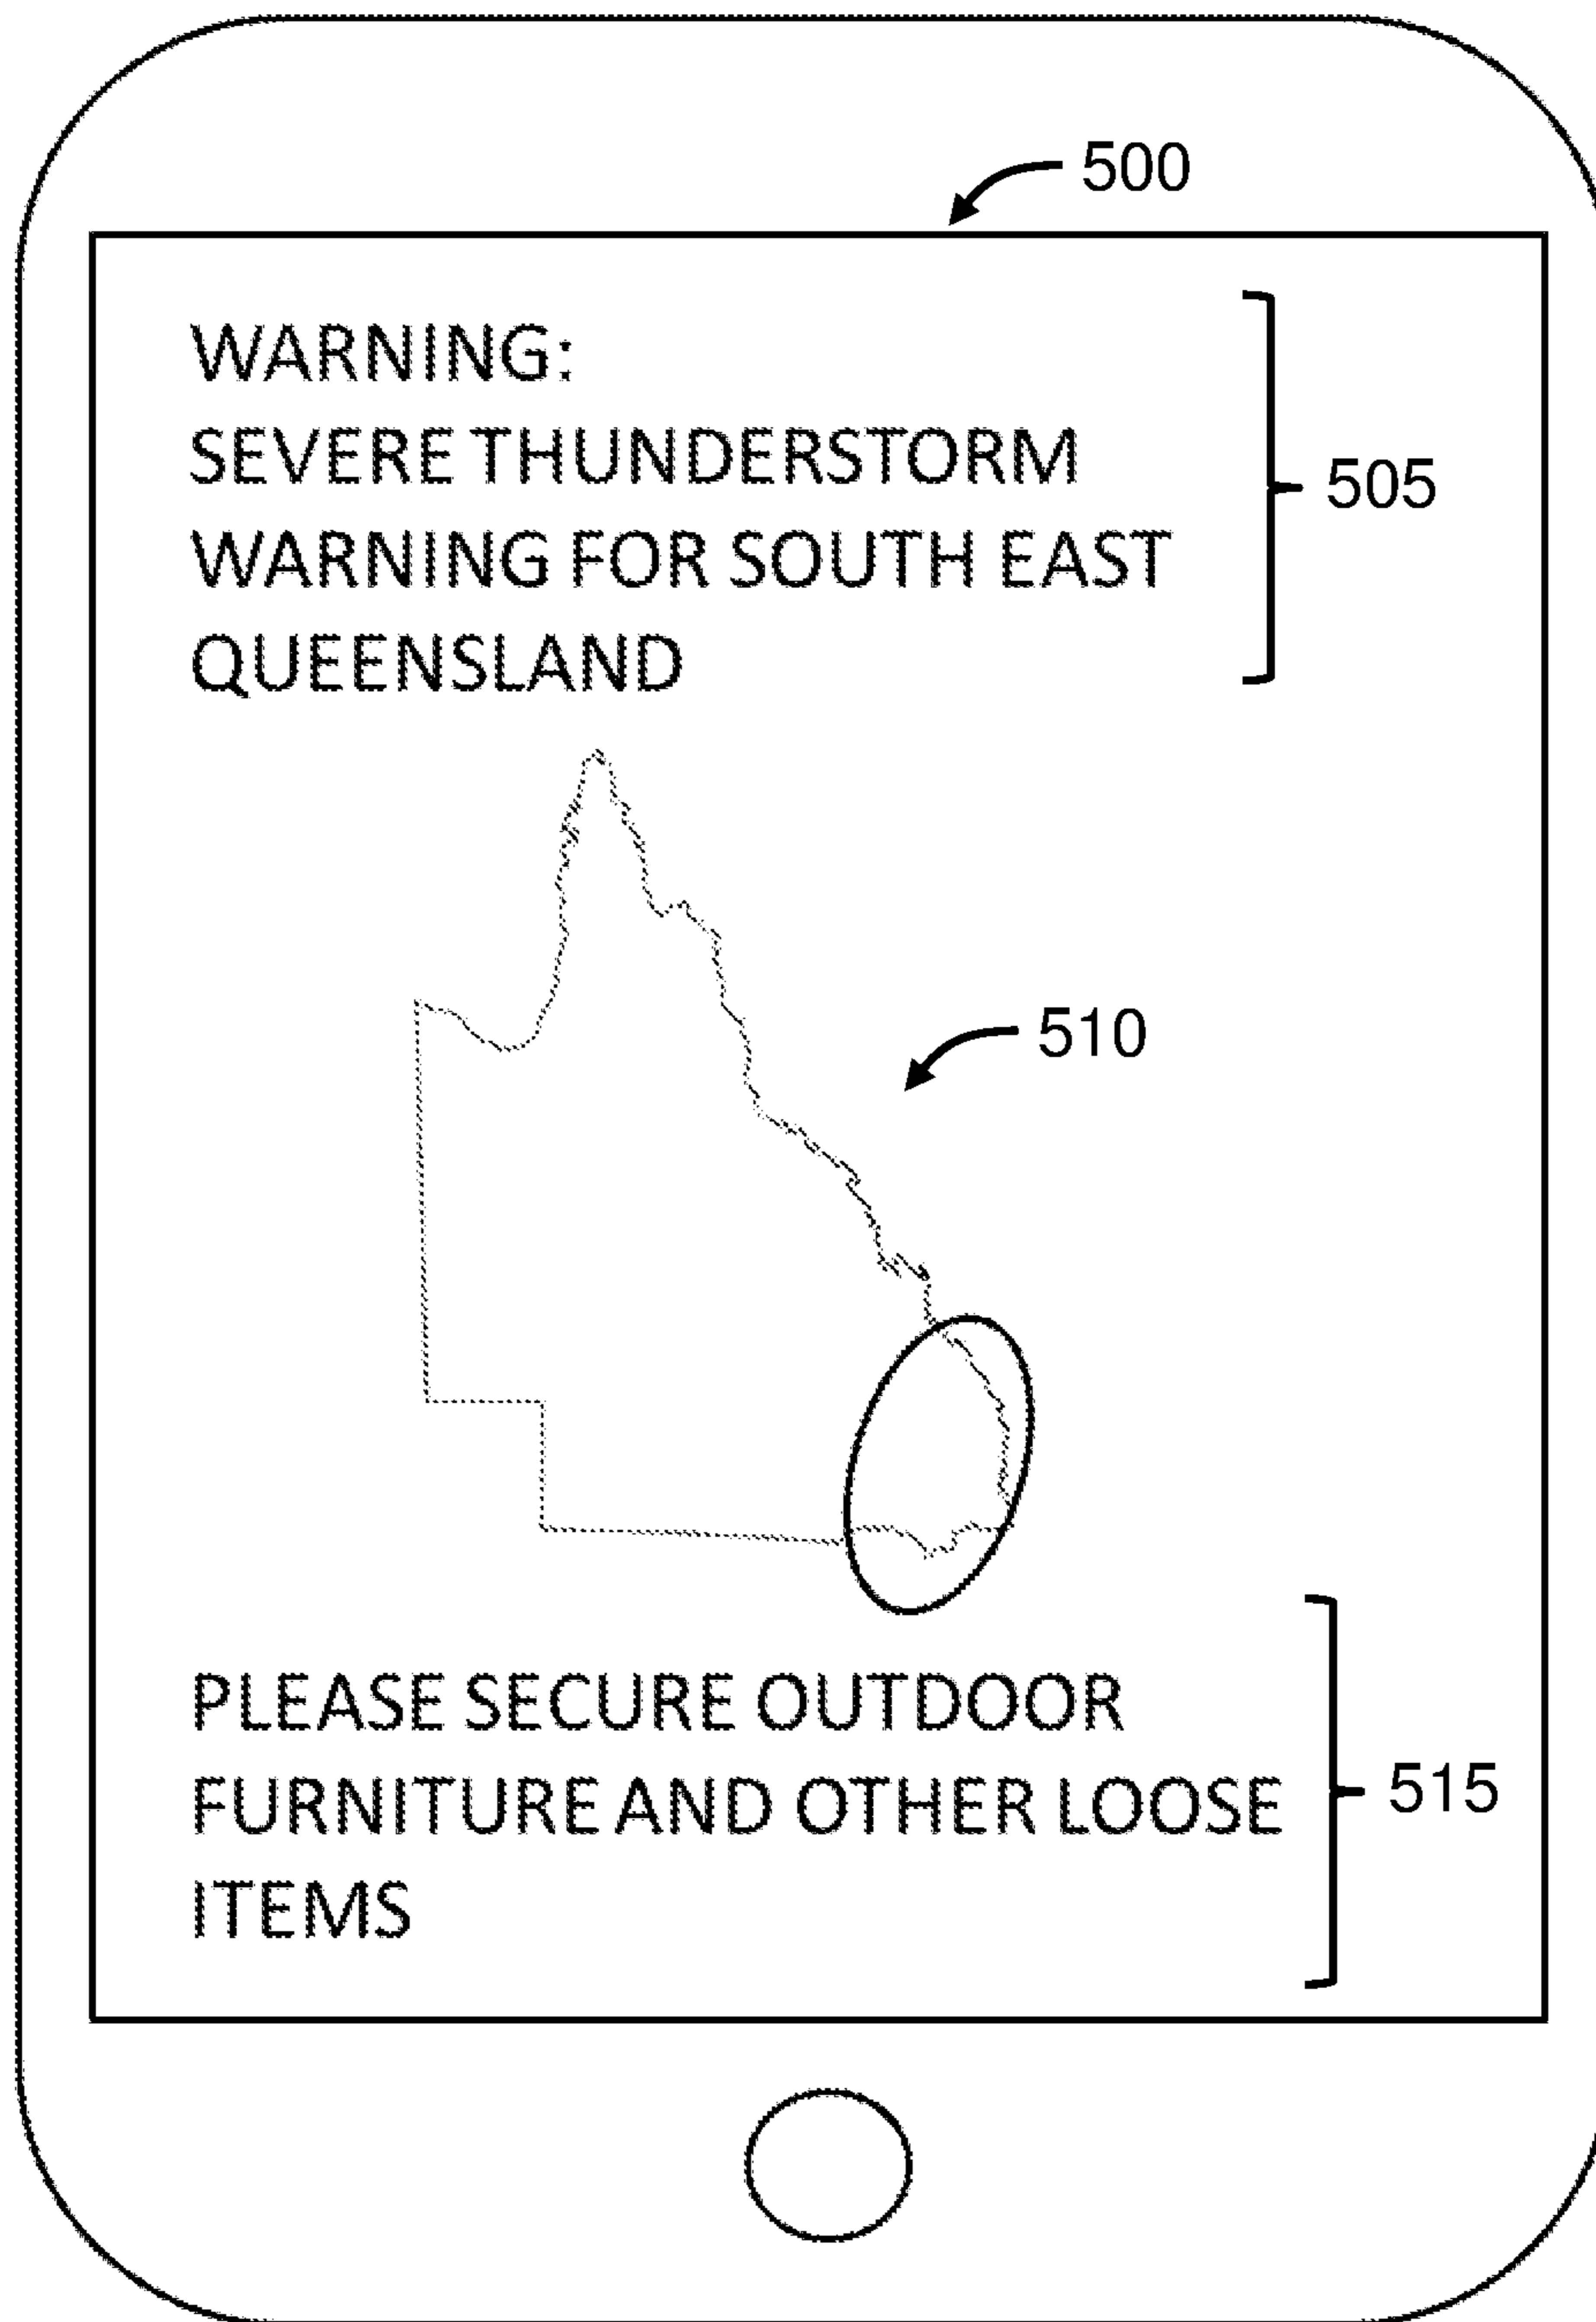 500
WARNING:
SEVERE THUNDERSTORM
WARNING FOR SOUTH EAST
QUEENSLAND
505
510
PLEASE SECURE OUTDOOR
FURNITURE AND OTHER LOOSE
ITEMS
515